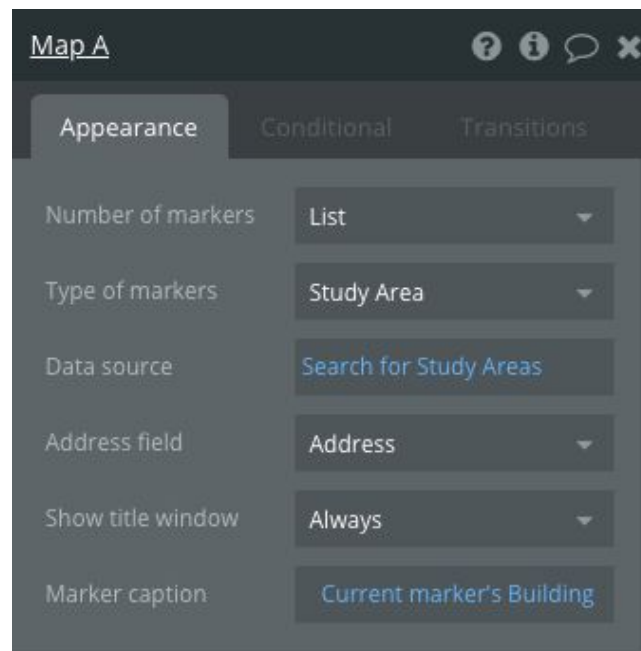 Map A
Appearance Conditional Transitions
Number of markers List
Type of markers Study Area
Data source Search for Study Areas
Address field Address
Show title window Always
Marker caption Current marker's Building